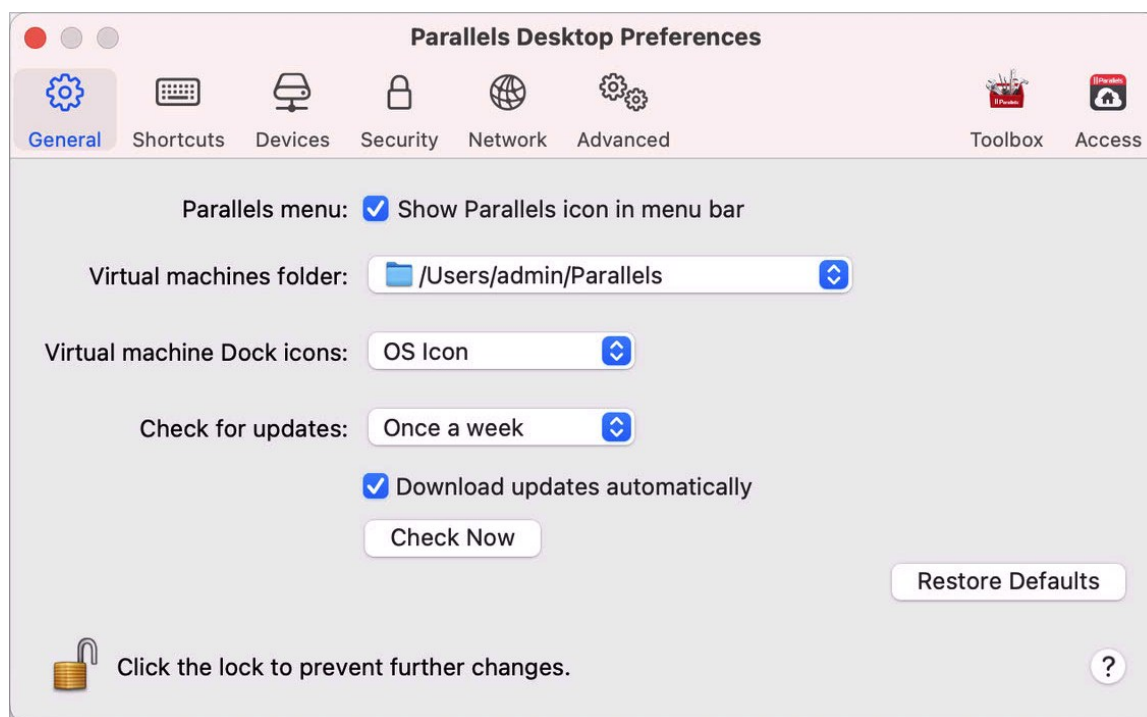 Parallels Desktop Preferences
General Shortcuts Devices Security Network Advanced Toolbox Access
Parallels menu: Show Parallels icon in menu bar
Virtual machines folder: /Users/admin/Parallels
Virtual machine Dock icons: OS Icon
Check for updates: Once a week
Download updates automatically
Check Now
Restore Defaults
Click the lock to prevent further changes. ?